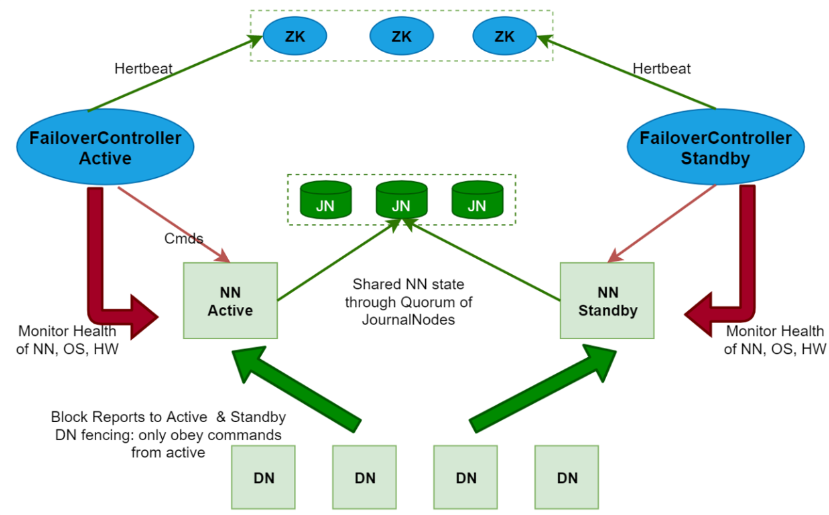 ZK
ZK
ZK
Hertbeat
Hertbeat
FailoverController
Active
FailoverController
Standby
JN
JN
JN
Cmds
NN
Active
Shared NN state
through Quorum of
JournalNodes
NN
Standby
Monitor Health
of NN, OS, HW
Monitor Health
of NN, OS, HW
Block Reports to Active & Standby
DN fencing: only obey commands
from active
DN
DN
DN
DN